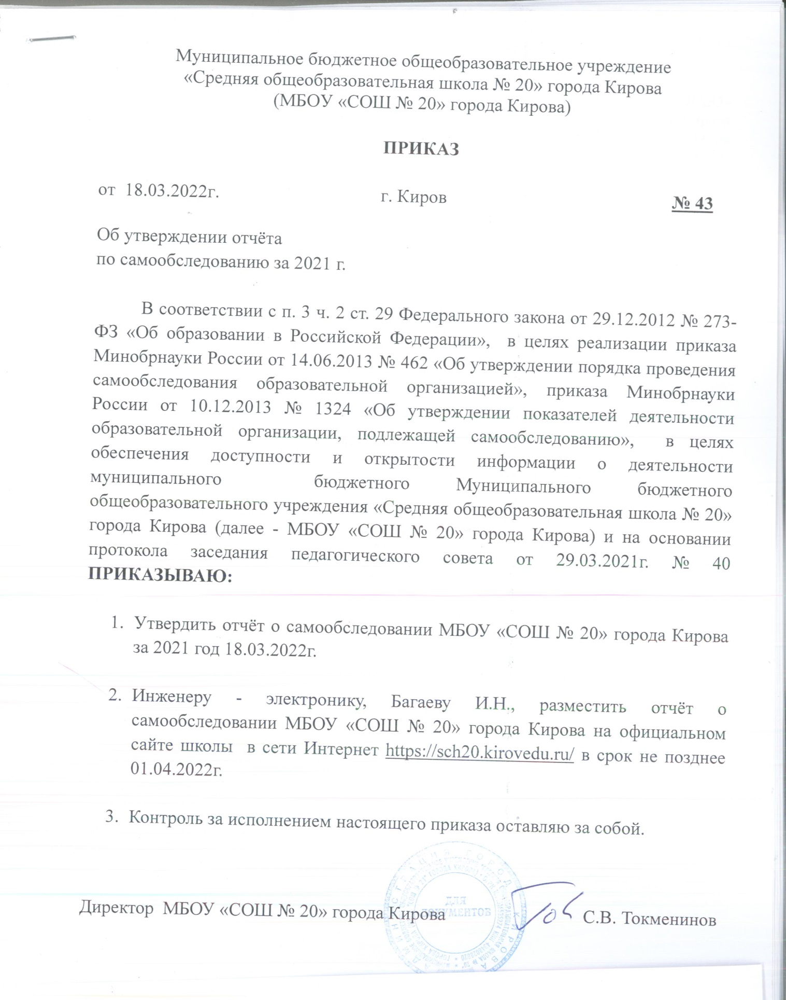 Муниципальное бюджетное общеобразовательное учреждение
«Средняя общеобразовательная школа № 20» города Кирова
(МБОУ «СОШ № 20» города Кирова)
ПРИКАЗ
от 18.03.2022г. г. Киров № 43
Об утверждении отчёта
по самообследованию за 2021 г.
В соответствии с п. 3 ч. 2 ст. 29 Федерального закона от 29.12.2012 № 273-
ФЗ «Об образовании в Российской Федерации», в целях реализации приказа
Минобрнауки России от 14.06.2013 № 462 «Об утверждении порядка проведения
самообследования образовательной организацией», приказа Минобрнауки
России от 10.12.2013 № 1324 «Об утверждении показателей деятельности
образовательной организации, подлежащей самообследованию», в целях
обеспечения доступности и открытости информации о деятельности
муниципального бюджетного Муниципального бюджетного
общеобразовательного учреждения «Средняя общеобразовательная школа № 20»
города Кирова (далее - МБОУ «СОШ № 20» города Кирова) и на основании
протокола заседания педагогического совета от 29.03.2021г. № 40
ПРИКАЗЫВАЮ:
1. Утвердить отчёт о самообследовании МБОУ «СОШ № 20» города Кирова
за 2021 год 18.03.2022г.
2. Инженеру - электронику, Багаеву И.Н., разместить отчёт о
самообследовании МБОУ «СОШ № 20» города Кирова на официальном
сайте школы в сети Интернет https://sch20.kirovedu.ru/ в срок не позднее
01.04.2022г.
3. Контроль за исполнением настоящего приказа оставляю за собой.
Директор МБОУ «СОШ № 20» города Кирова С.В. Токменинов
ДЛЯ
ДОКУМЕНТОВ